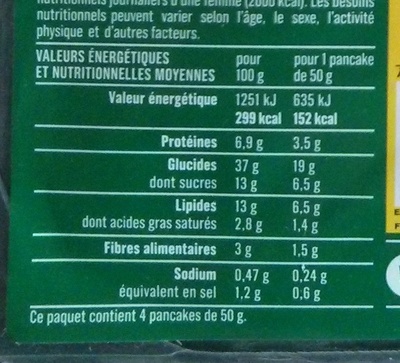 nutritionnels journaliers d'une femme (2000 kcal). Les besoins
nutritionnels peuvent varier selon l'âge, le sexe, l'activité
physique et d'autres facteurs.
VALEURS ÉNERGÉTIQUES pour pour 1 pancake
ET NUTRITIONNELLES MOYENNES 100 g de 50 g
Valeur énergétique 1251 kJ 635 kJ
299 kcal 152 kcal
Protéines 6,9 g 3,5 g
Glucides 37 g 19 g
dont sucres 13 g 6,5 g
Lipides 13 g 6,5 g
dont acides gras saturés 2,8 g 1,4 g
Fibres alimentaires 3 g 1,5 g
Sodium 0,47 g 0,24 g
équivalent en sel 1,2 g 0,6 g
Ce paquet contient 4 pancakes de 50 g.